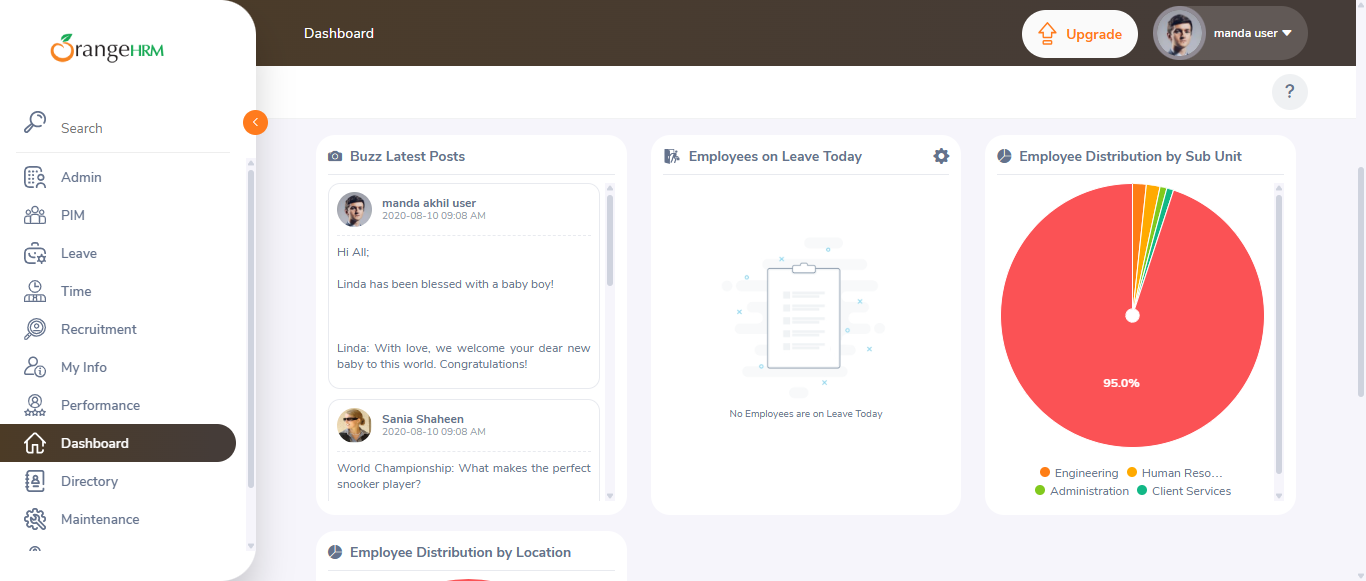 OrangeHRM
Search
Admin
PIM
Leave
Time
Recruitment
My Info
Performance
Dashboard
Directory
Maintenance
Dashboard
Upgrade
manda user
?
Buzz Latest Posts
manda akhil user
2020-08-10 09:08 AM
Hi All;
Linda has been blessed with a baby boy!
Linda: With love, we welcome your dear new
baby to this world. Congratulations!
Sania Shaheen
2020-08-10 09:08 AM
World Championship: What makes the perfect
snooker player?
Employees on Leave Today
No Employees are on Leave Today
Employee Distribution by Sub Unit
95.0%
Engineering
Human Reso...
Administration
Client Services
Employee Distribution by Location